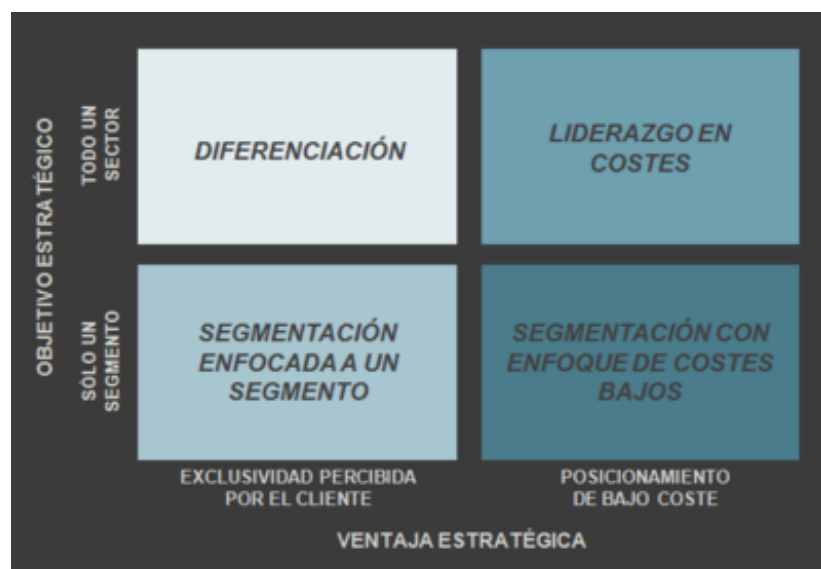 OBJETIVO ESTRATÉGICO
TODO UN
SECTOR
DIFERENCIACIÓN
LIDERAZGO EN
COSTES
SÓLO UN
SEGMENTO
SEGMENTACIÓN
ENFOCADA A UN
SEGMENTO
SEGMENTACIÓN CON
ENFOQUE DE COSTES
BAJOS
EXCLUSIVIDAD PERCIBIDA
POR EL CLIENTE
POSICIONAMIENTO
DE BAJO COSTE
VENTAJA ESTRATÉGICA